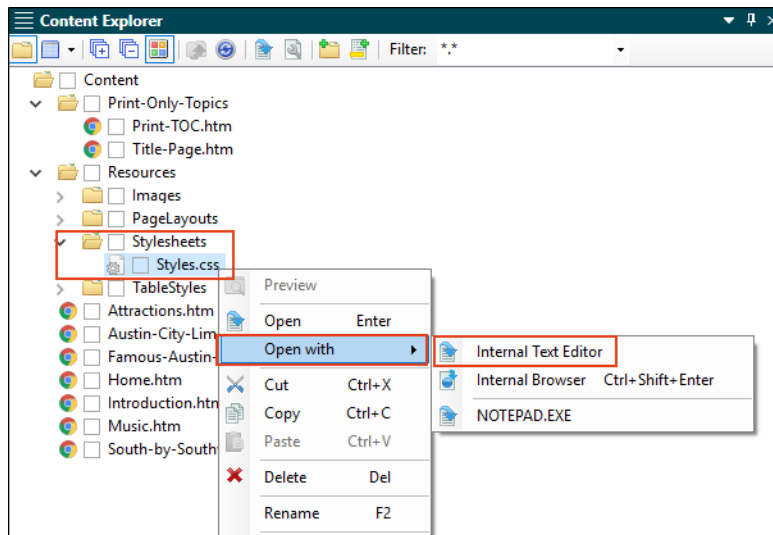 Content Explorer
Filter: *.*
Content
Print-Only-Topics
Print-TOC.htm
Title-Page.htm
Resources
Images
PageLayouts
Stylesheets
Styles.css
TableStyles
Attractions.htm
Austin-City-Lim
Famous-Austin-
Home.htm
Introduction.htm
Music.htm
South-by-South
Preview
Open Enter
Open with
Cut Ctrl+X
Copy Ctrl+C
Paste Ctrl+V
Delete Del
Rename F2
Internal Text Editor
Internal Browser Ctrl+Shift+Enter
NOTEPAD.EXE